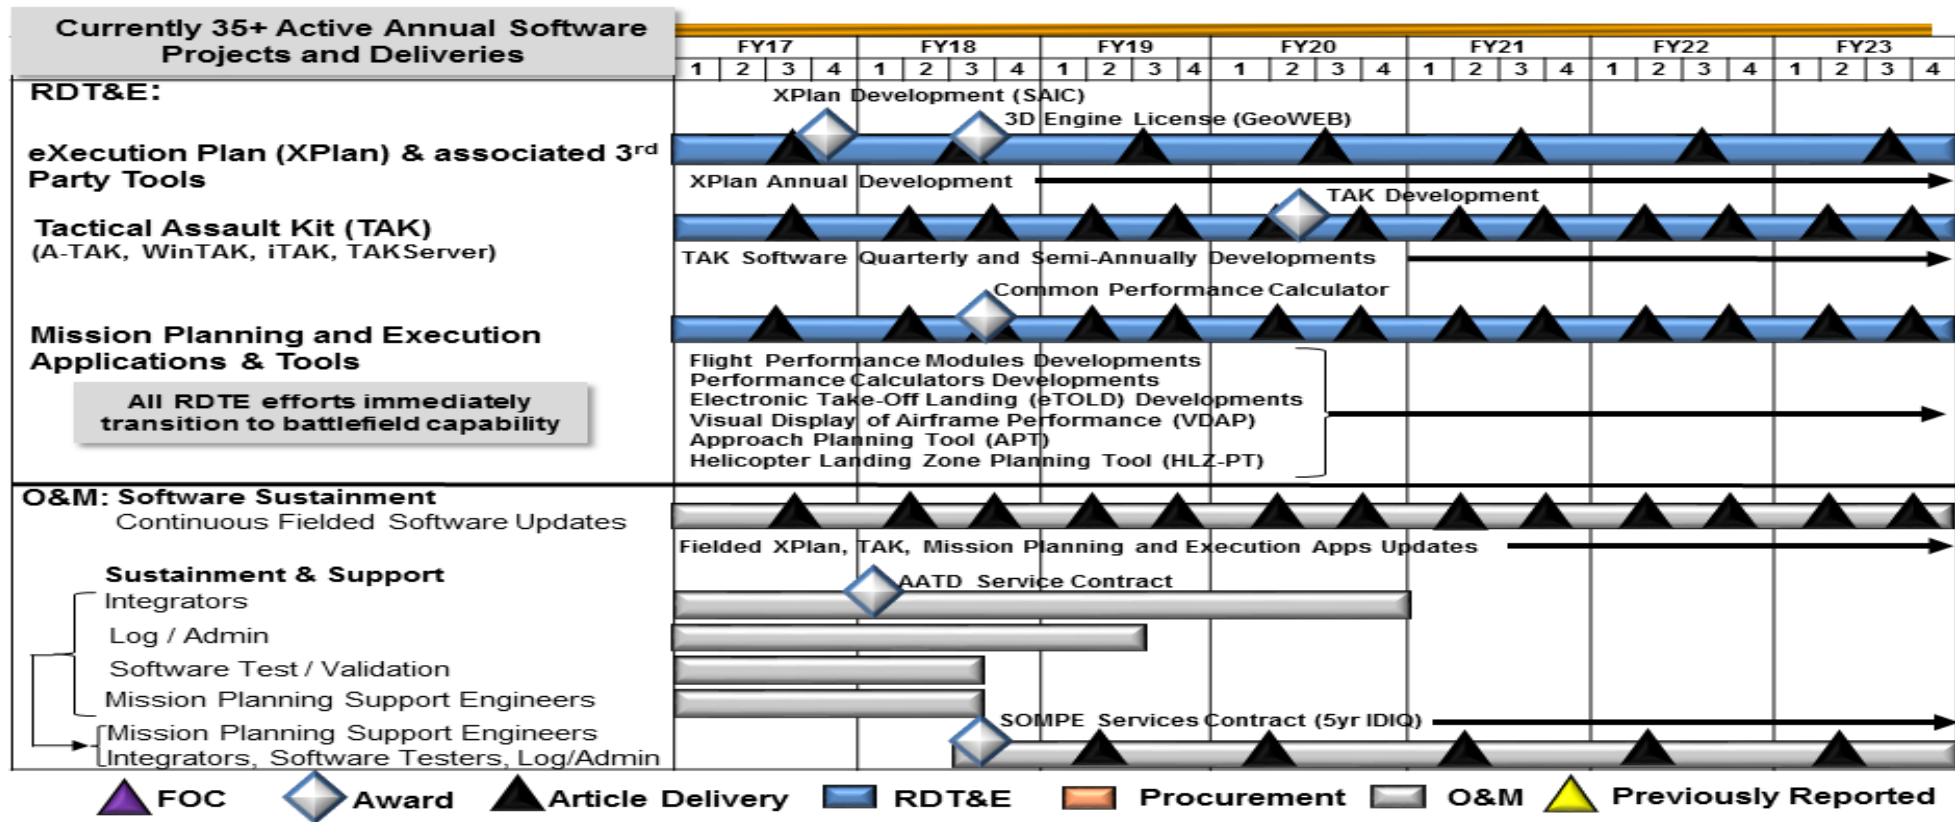 Currently 35+ Active Annual Software
Projects and Deliveries
FY17 FY18 FY19 FY20 FY21 FY22 FY23
1 2 3 4 1 2 3 4 1 2 3 4 1 2 3 4 1 2 3 4 1 2 3 4 1 2 3 4
RDT&E:
XPlan Development (SAIC)
3D Engine License (GeoWEB)
eXecution Plan (XPlan) & associated 3rd
Party Tools
XPlan Annual Development
TAK Development
Tactical Assault Kit (TAK)
(A-TAK, WinTAK, iTAK, TAKServer)
TAK Software Quarterly and Semi-Annually Developments
Common Performance Calculator
Mission Planning and Execution
Applications & Tools
Flight Performance Modules Developments
Performance Calculators Developments
Electronic Take-Off Landing (eTOLD) Developments
Visual Display of Airframe Performance (VDAP)
Approach Planning Tool (APT)
Helicopter Landing Zone Planning Tool (HLZ-PT)
All RDTE efforts immediately
transition to battlefield capability
O&M: Software Sustainment
Continuous Fielded Software Updates
Fielded XPlan, TAK, Mission Planning and Execution Apps Updates
Sustainment & Support
AATD Service Contract
Integrators
Log / Admin
Software Test / Validation
Mission Planning Support Engineers
SOMPE Services Contract (5yr IDIQ)
Mission Planning Support Engineers
Integrators, Software Testers, Log/Admin
FOC Award Article Delivery RDT&E Procurement O&M Previously Reported